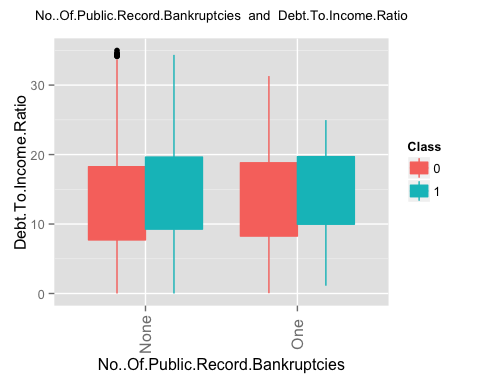 No..Of.Public.Record.Bankruptcies and Debt.To.Income.Ratio
Debt.To.Income.Ratio
30
20
10
0
None
One
No..Of.Public.Record.Bankruptcies
Class
0
1